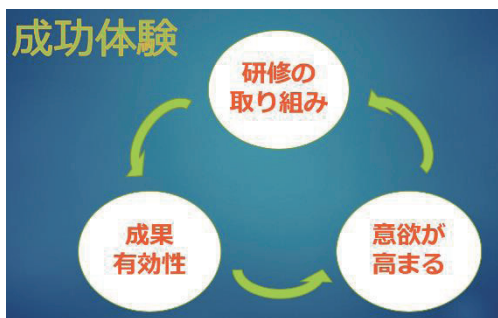 成功体験
研修の
取り組み
成果
有効性
意欲が
高まる